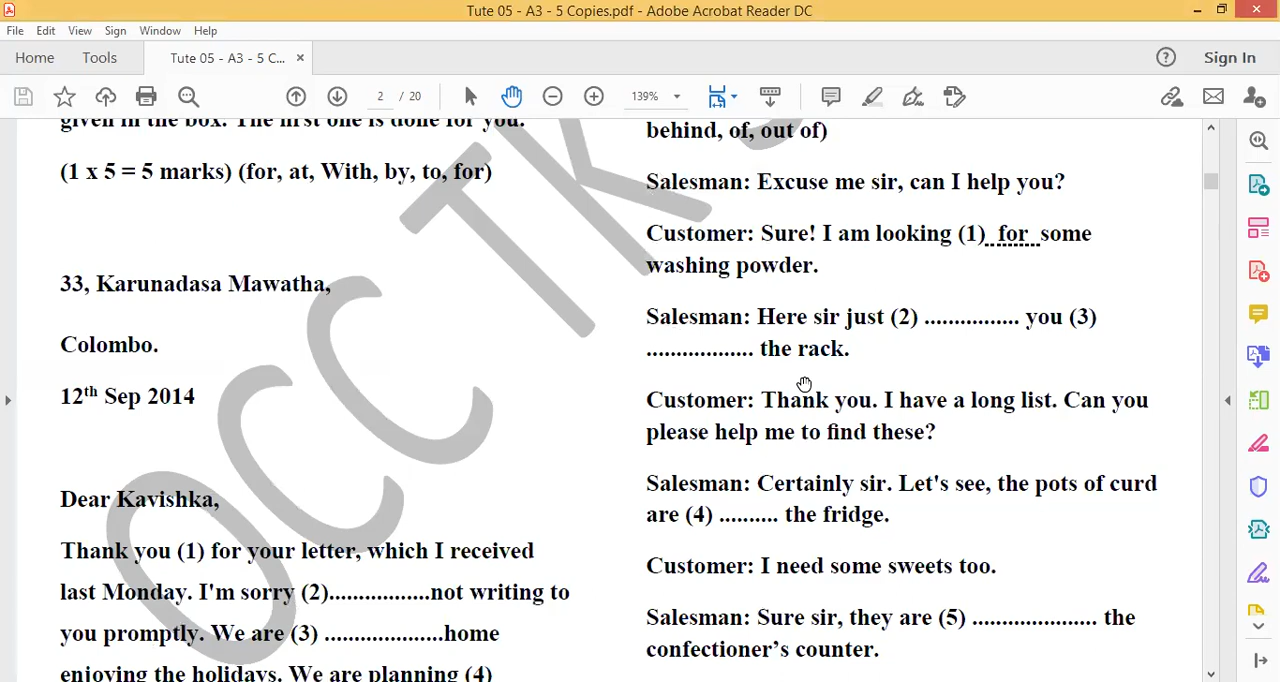 Tute 05 - A3 - 5 Copies.pdf - Adobe Acrobat Reader DC
File Edit View Sign Window Help
Home Tools Tute 05 - A3 - 5 C... × Sign In
2 / 20 139%
given in the box. The first one is done for you.
(1 x 5 = 5 marks) (for, at, With, by, to, for)
33, Karunadasa Mawatha,
Colombo.
12th Sep 2014
Dear Kavishka,
Thank you (1) for your letter, which I received
last Monday. I'm sorry (2).................not writing to
you promptly. We are (3) ....................home
enjoying the holidays. We are planning (4)
behind, of, out of)
Salesman: Excuse me sir, can I help you?
Customer: Sure! I am looking (1) for some
washing powder.
Salesman: Here sir just (2) ................ you (3)
.................. the rack.
Customer: Thank you. I have a long list. Can you
please help me to find these?
Salesman: Certainly sir. Let's see, the pots of curd
are (4) .......... the fridge.
Customer: I need some sweets too.
Salesman: Sure sir, they are (5) ..................... the
confectioner’s counter.
OCC TK